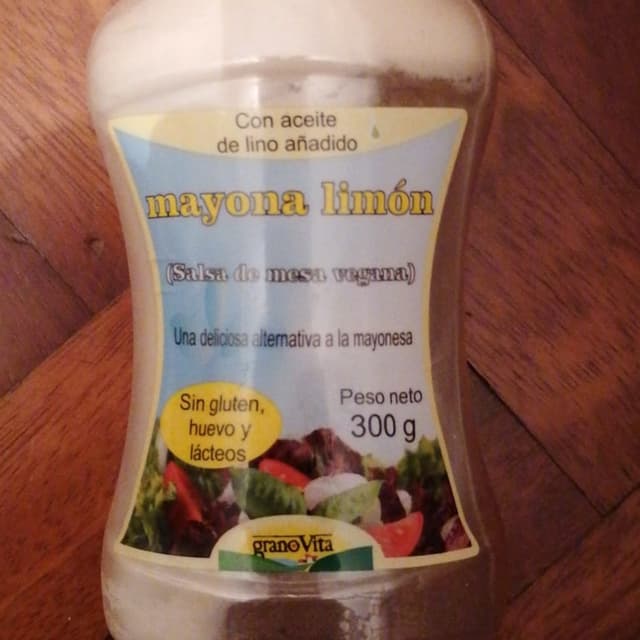 Con aceite
de lino añadido
mayona limón
(Salsa de mesa vegana)
Una deliciosa alternativa a la mayonesa
Sin gluten,
huevo y
lácteos
Peso neto
300 g
granoVita